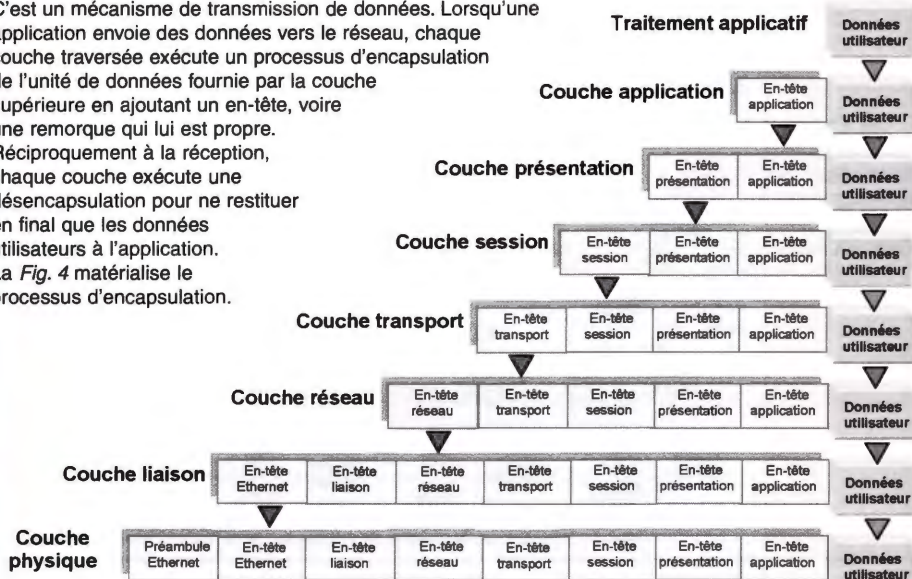 C'est un mécanisme de transmission de données. Lorsqu'une
application envoie des données vers le réseau, chaque
couche traversée exécute un processus d'encapsulation
de l'unité de données fournie par la couche
supérieure en ajoutant un en-tête, voire
une remorque qui lui est propre.
Réciproquement à la réception,
chaque couche exécute une
désencapsulation pour ne restituer
en final que les données
utilisateurs à l'application.
La Fig. 4 matérialise le
processus d'encapsulation.
Traitement applicatif
Données
utilisateur
Couche application
En-tête
application
Données
utilisateur
Couche présentation
En-tête
présentation
En-tête
application
Données
utilisateur
Couche session
En-tête
session
En-tête
présentation
En-tête
application
Données
utilisateur
Couche transport
En-tête
transport
En-tête
session
En-tête
présentation
En-tête
application
Données
utilisateur
Couche réseau
En-tête
réseau
En-tête
transport
En-tête
session
En-tête
présentation
En-tête
application
Données
utilisateur
Couche liaison
En-tête
Ethernet
En-tête
liaison
En-tête
réseau
En-tête
transport
En-tête
session
En-tête
présentation
En-tête
application
Données
utilisateur
Couche
physique
Préambule
Ethernet
En-tête
Ethernet
En-tête
liaison
En-tête
réseau
En-tête
transport
En-tête
session
En-tête
présentation
En-tête
application
Données
utilisateur